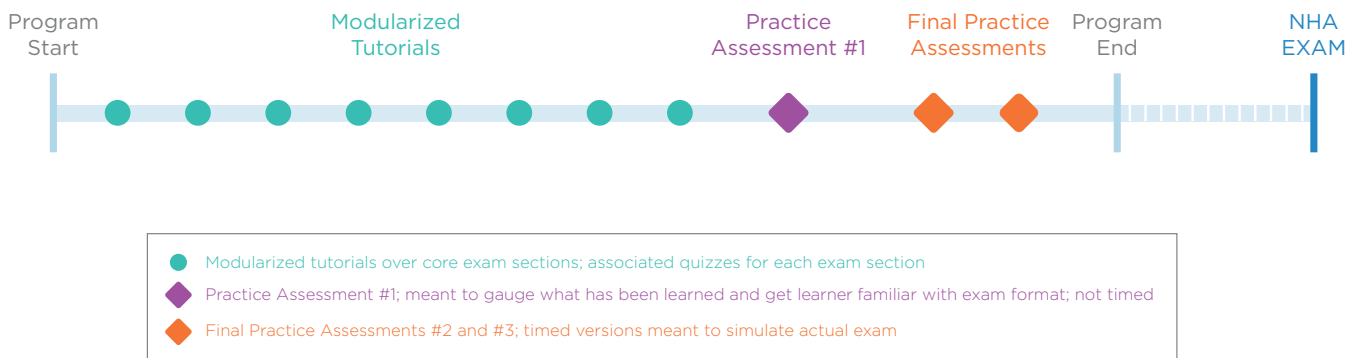 Program
Start
Modularized
Tutorials
Practice
Assessment #1
Final Practice
Assessments
Program
End
NHA
EXAM
Modularized tutorials over core exam sections; associated quizzes for each exam section
Practice Assessment #1; meant to gauge what has been learned and get learner familiar with exam format; not timed
Final Practice Assessments #2 and #3; timed versions meant to simulate actual exam